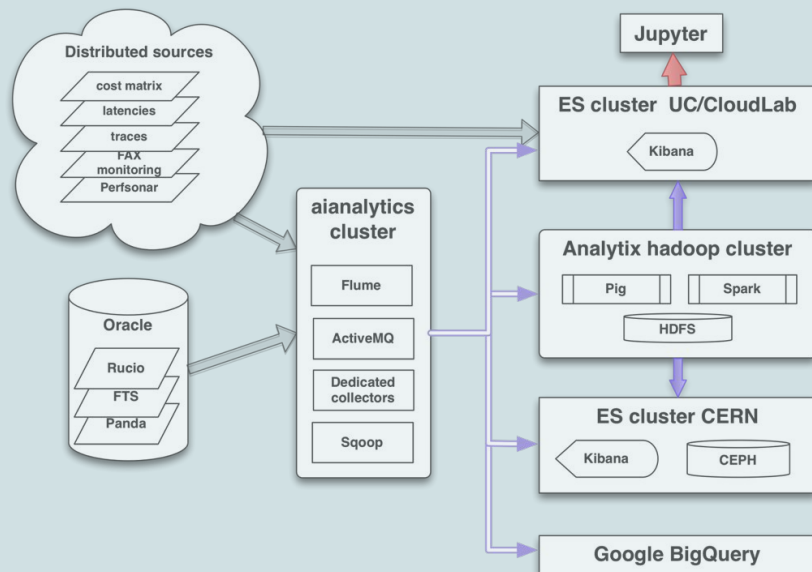 Distributed sources
cost matrix
latencies
traces
FAX
monitoring
Perfsonar
Oracle
Rucio
FTS
Panda
aianalytics
cluster
Flume
ActiveMQ
Dedicated
collectors
Sqoop
Jupyter
ES cluster UC/CloudLab
Kibana
Analytix hadoop cluster
Pig
Spark
HDFS
ES cluster CERN
Kibana
CEPH
Google BigQuery